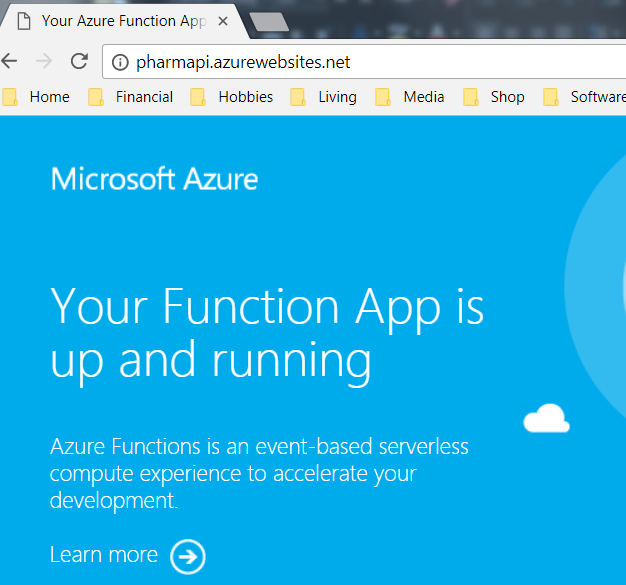 Your Azure Function App
pharmapi.azurewebsites.net
Home Financial Hobbies Living Media Shop Software
Microsoft Azure
Your Function App is
up and running
Azure Functions is an event-based serverless
compute experience to accelerate your
development.
Learn more